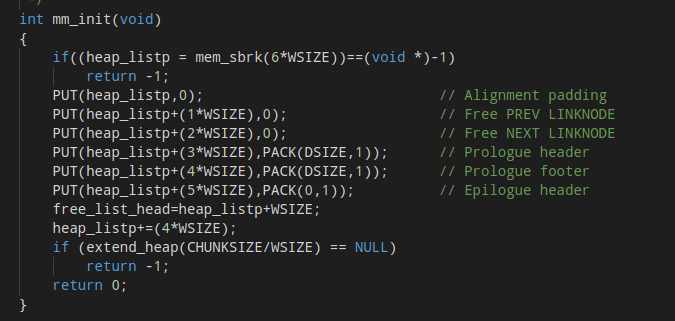 */
int mm_init(void)
{
    if((heap_listp = mem_sbrk(6*WSIZE))==(void *)-1)
        return -1;
    PUT(heap_listp,0);                             // Alignment padding
    PUT(heap_listp+(1*WSIZE),0);                   // Free PREV LINKNODE
    PUT(heap_listp+(2*WSIZE),0);                   // Free NEXT LINKNODE
    PUT(heap_listp+(3*WSIZE),PACK(DSIZE,1));       // Prologue header
    PUT(heap_listp+(4*WSIZE),PACK(DSIZE,1));       // Prologue footer
    PUT(heap_listp+(5*WSIZE),PACK(0,1));           // Epilogue header
    free_list_head=heap_listp+WSIZE;
    heap_listp+=(4*WSIZE);
    if (extend_heap(CHUNKSIZE/WSIZE) == NULL)
        return -1;
    return 0;
}